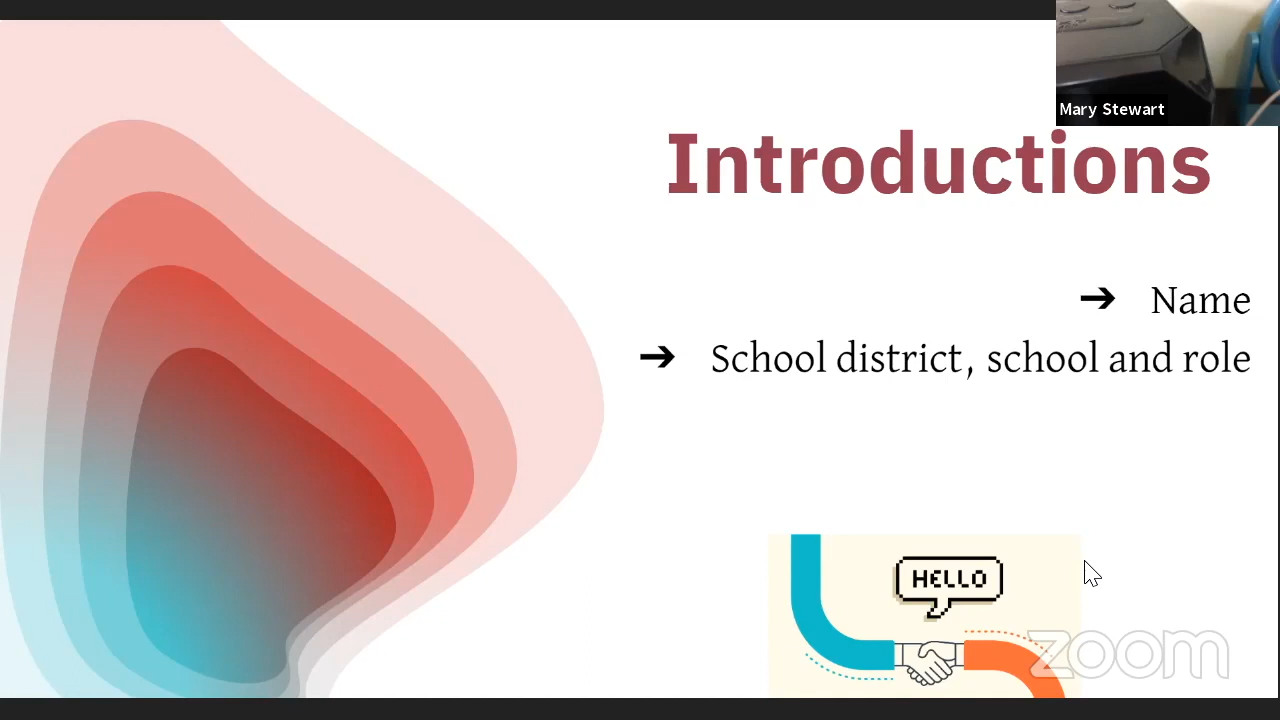 Mary Stewart
Introductions
➔ Name
➔ School district, school and role
HELLO
zoom